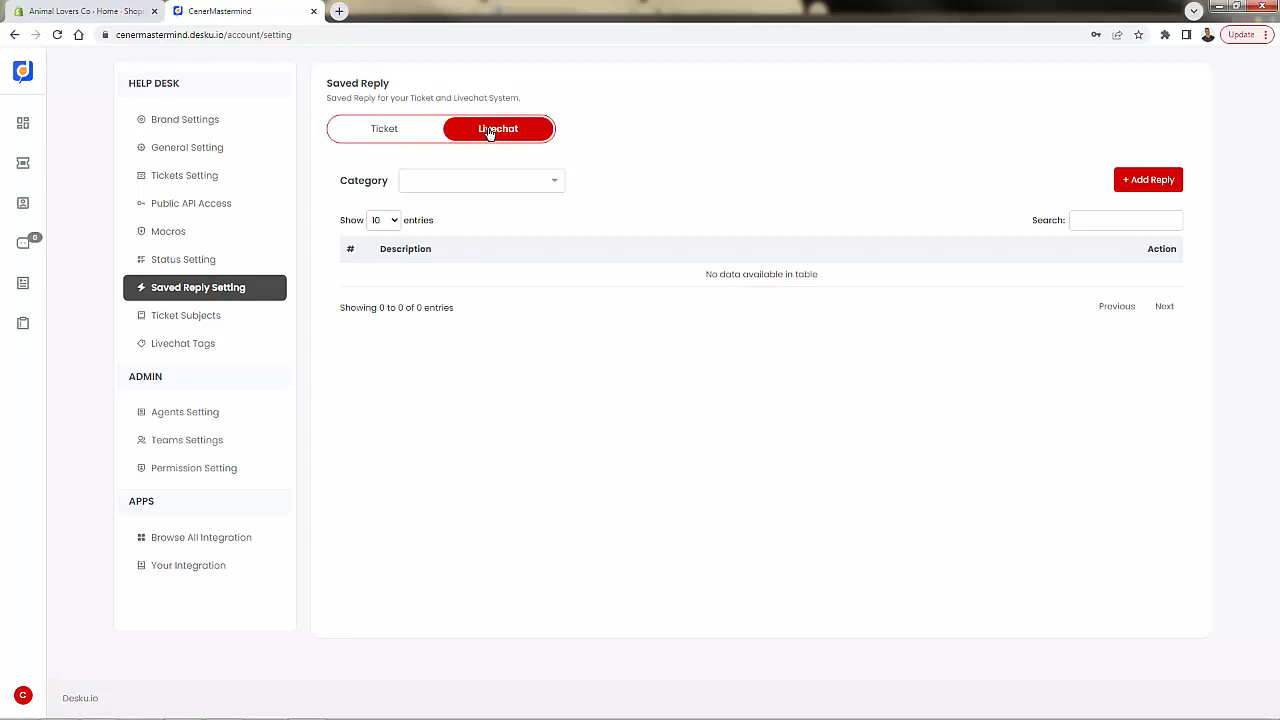 Animal Lovers Co · Home · Shopi
CenerMastermind
cenermastermind.desku.io/account/setting
Update
HELP DESK
Brand Settings
General Setting
Tickets Setting
Public API Access
Macros
0
Status Setting
Saved Reply Setting
Ticket Subjects
Livechat Tags
ADMIN
Agents Setting
Teams Settings
Permission Setting
APPS
Browse All Integration
Your Integration
Saved Reply
Saved Reply for your Ticket and Livechat System.
Ticket
Livechat
Category
+ Add Reply
Show 10 entries
Search:
# Description Action
No data available in table
Showing 0 to 0 of 0 entries
Previous Next
C
Desku.io